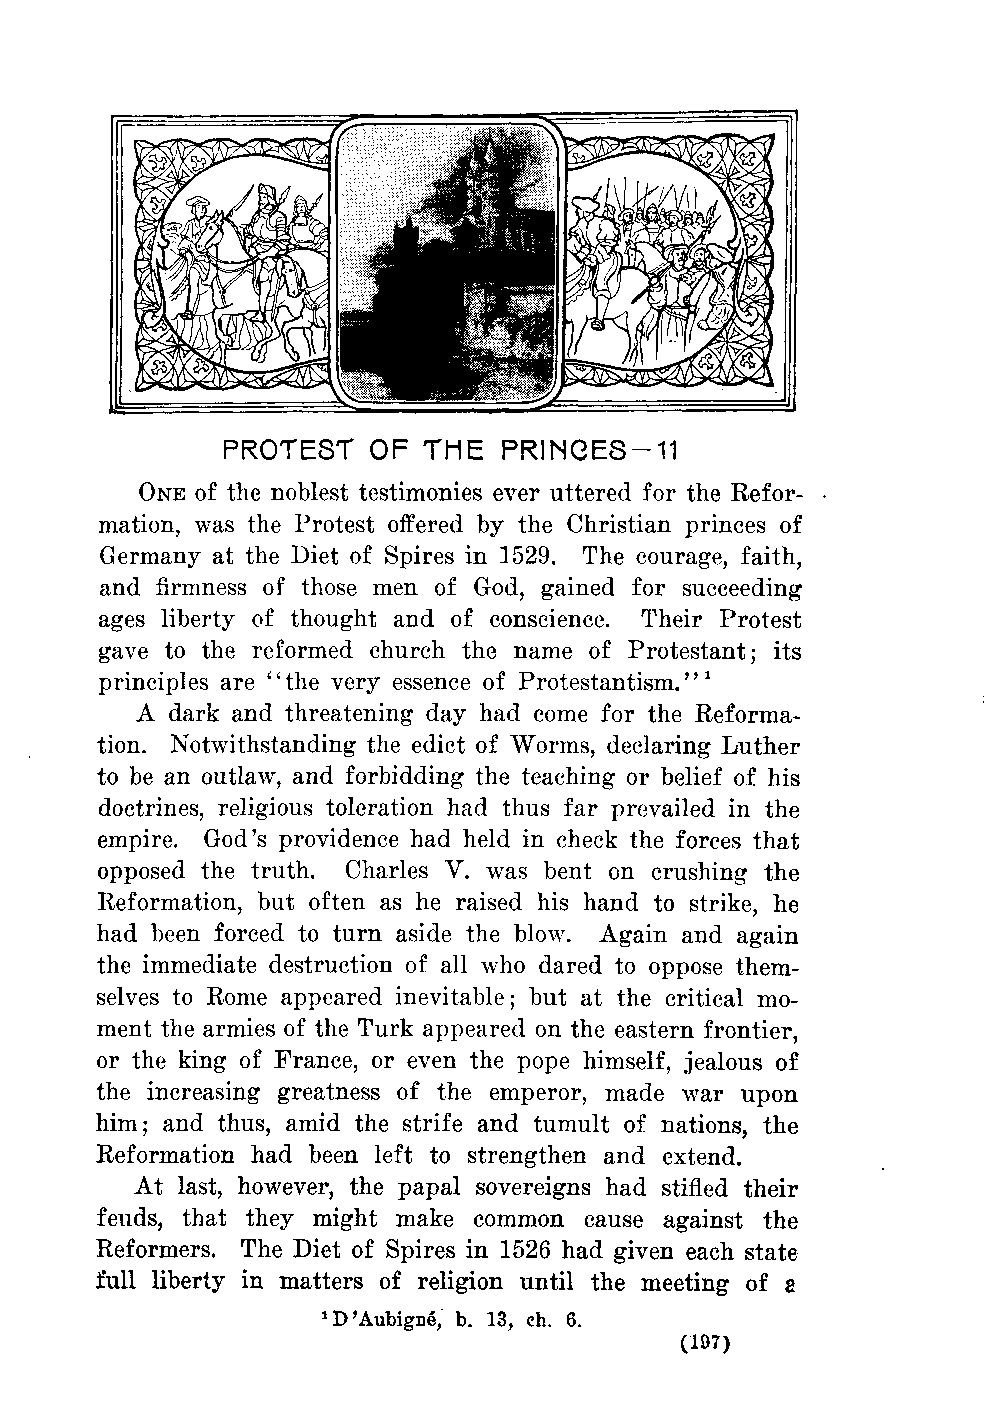 PROTEST OF THE PRINCES—11
ONE of the noblest testimonies ever uttered for the Refor-
mation, was the Protest offered by the Christian princes of
Germany at the Diet of Spires in 1529. The courage, faith,
and firmness of those men of God, gained for succeeding
ages liberty of thought and of conscience. Their Protest
gave to the reformed church the name of Protestant; its
principles are ''the very essence of Protestantism.''¹
A dark and threatening day had come for the Reforma-
tion. Notwithstanding the edict of Worms, declaring Luther
to be an outlaw, and forbidding the teaching or belief of his
doctrines, religious toleration had thus far prevailed in the
empire. God's providence had held in check the forces that
opposed the truth. Charles V. was bent on crushing the
Reformation, but often as he raised his hand to strike, he
had been forced to turn aside the blow. Again and again
the immediate destruction of all who dared to oppose them-
selves to Rome appeared inevitable; but at the critical mo-
ment the armies of the Turk appeared on the eastern frontier,
or the king of France, or even the pope himself, jealous of
the increasing greatness of the emperor, made war upon
him; and thus, amid the strife and tumult of nations, the
Reformation had been left to strengthen and extend.
At last, however, the papal sovereigns had stifled their
feuds, that they might make common cause against the
Reformers. The Diet of Spires in 1526 had given each state
full liberty in matters of religion until the meeting of a
¹D'Aubigné, b. 13, ch. 6.
(197)